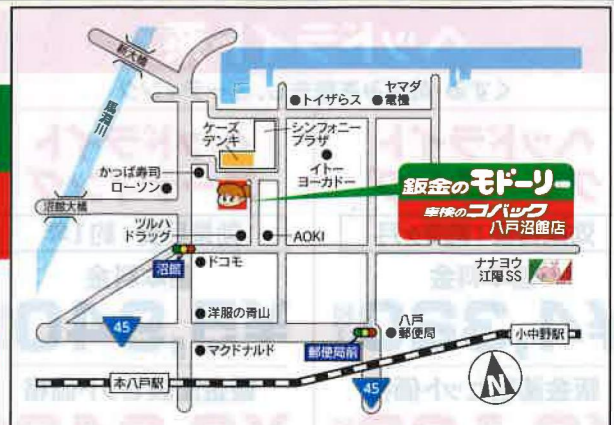 新大橋
馬淵川
トイザらス
ヤマダ
電機
ケーズ
デンキ
シンフォニー
プラザ
イトー
ヨーカドー
かっぱ寿司
ローソン
沼館大橋
鈑金のモドーリー
車検のコバック
八戸沼館店
ツルハ
ドラッグ
AOKI
沼館
ドコモ
ナナヨウ
江陽SS
洋服の青山
45
マクドナルド
八戸
郵便局
郵便局前
小中野駅
本八戸駅
45
N